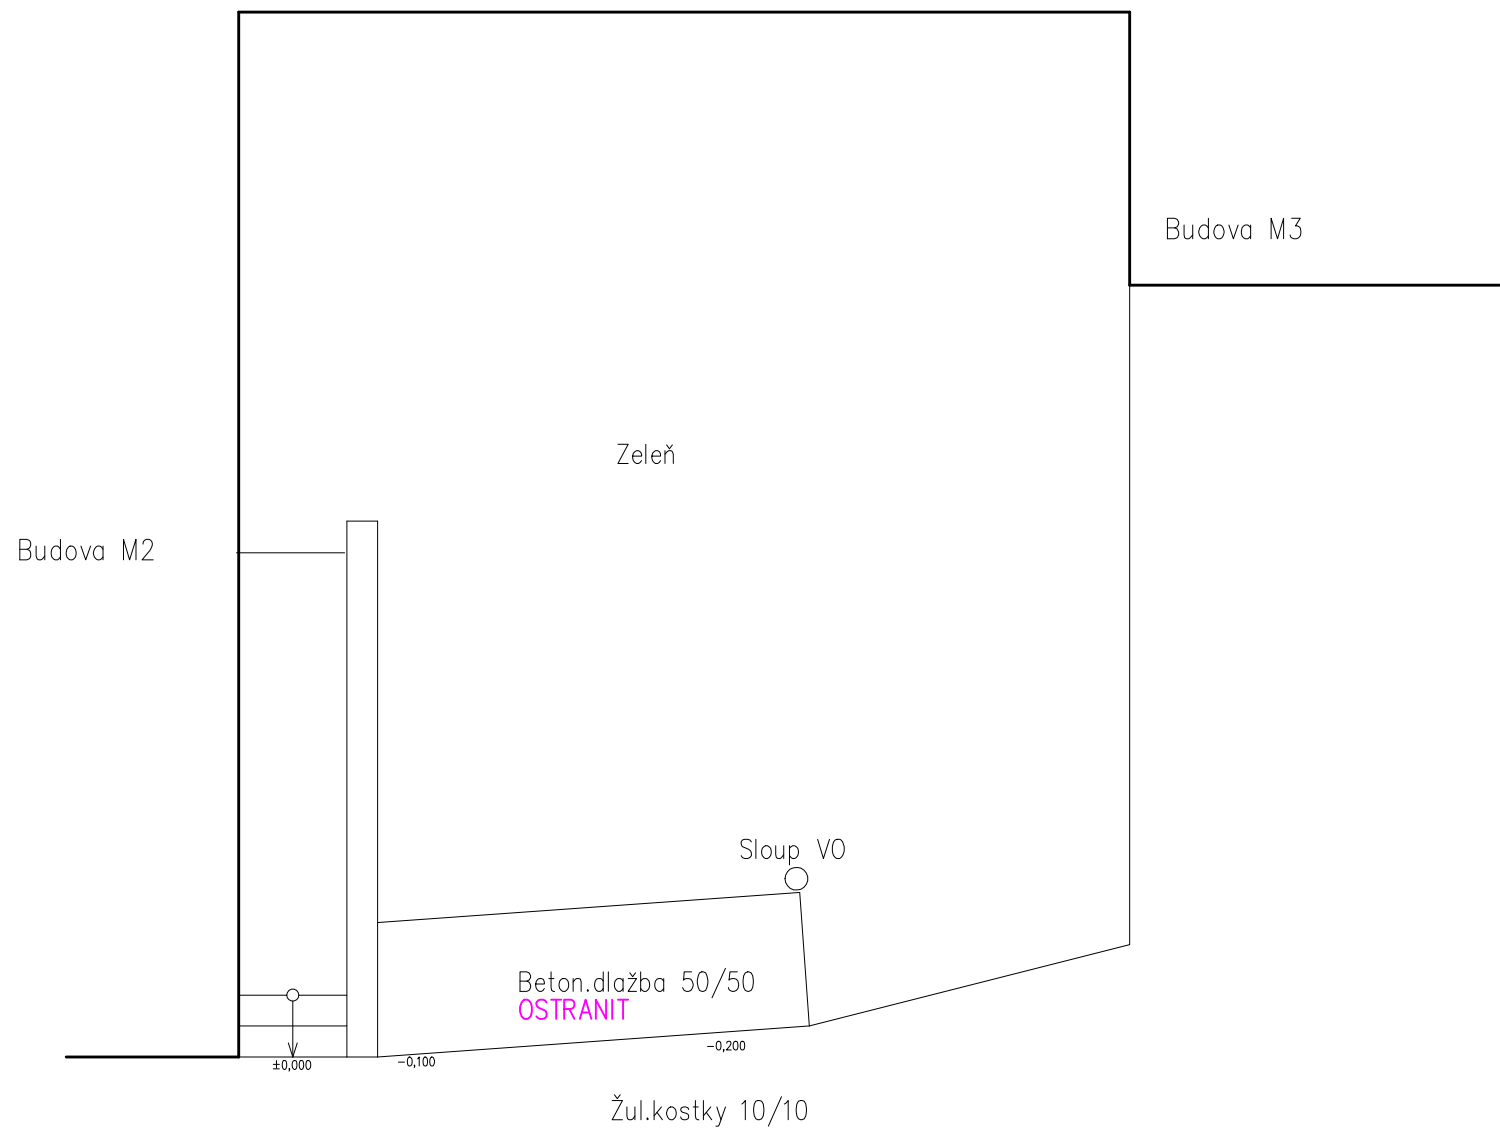 Budova M3
Zeleň
Budova M2
Sloup VO
Beton.dlažba 50/50
OSTRANIT
-0,200
±0,000
-0,100
Žul.kostky 10/10